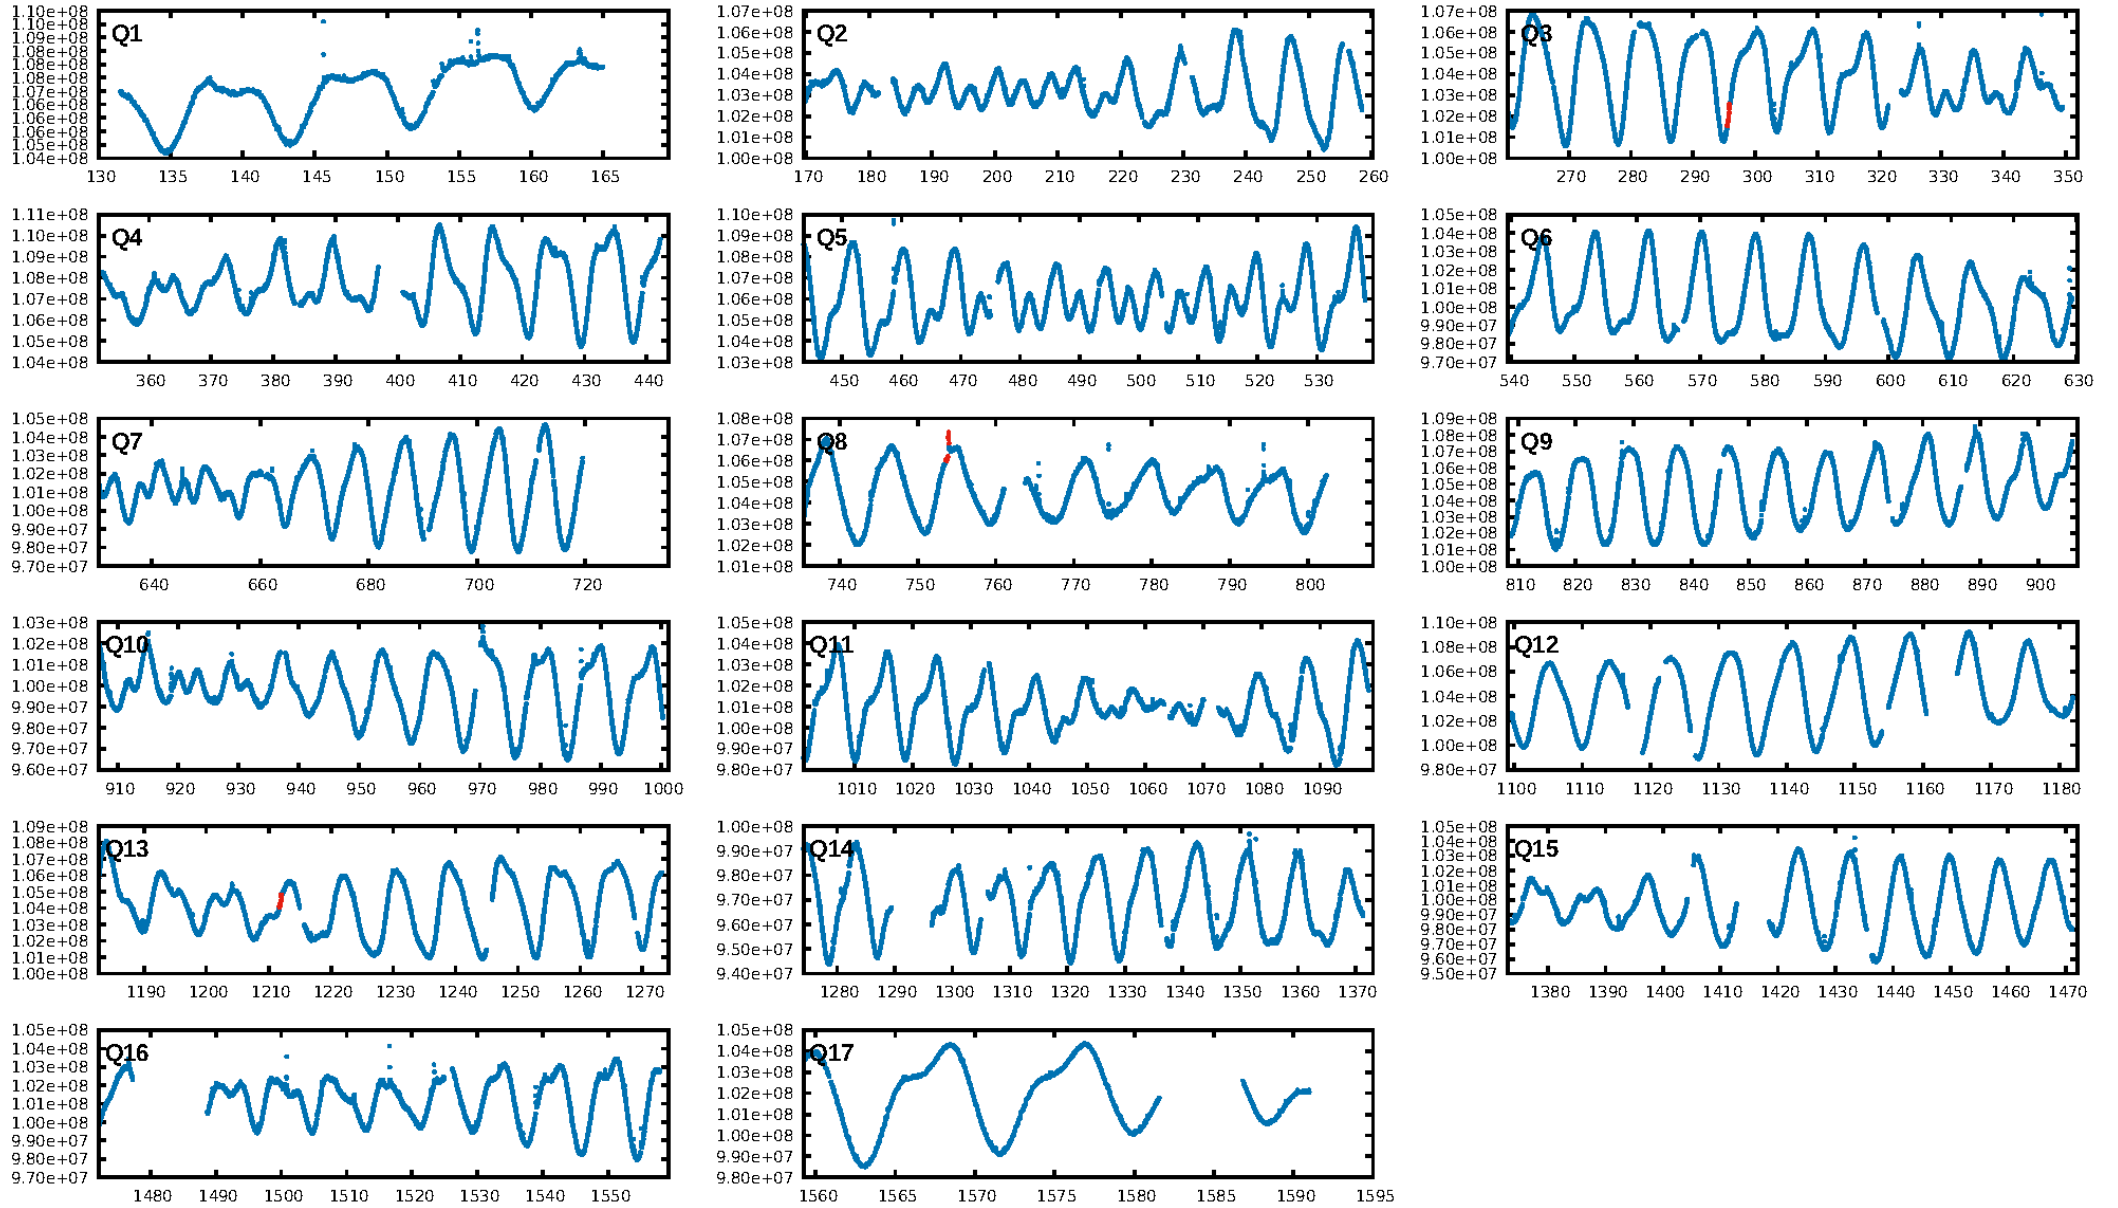 1.10e+08
1.10e+08
1.09e+08
1.08e+08
1.08e+08
1.08e+08
1.07e+08
1.06e+08
1.06e+08
1.06e+08
1.05e+08
1.04e+08
Q1
130 135 140 145 150 155 160 165
1.07e+08
1.06e+08
1.05e+08
1.04e+08
1.03e+08
1.02e+08
1.01e+08
1.00e+08
Q2
170 180 190 200 210 220 230 240 250 260
1.07e+08
1.06e+08
1.05e+08
1.04e+08
1.03e+08
1.02e+08
1.01e+08
1.00e+08
Q3
270 280 290 300 310 320 330 340 350
1.11e+08
1.10e+08
1.09e+08
1.08e+08
1.07e+08
1.06e+08
1.05e+08
1.04e+08
Q4
360 370 380 390 400 410 420 430 440
1.10e+08
1.09e+08
1.08e+08
1.07e+08
1.06e+08
1.05e+08
1.04e+08
1.03e+08
Q5
450 460 470 480 490 500 510 520 530
1.05e+08
1.04e+08
1.03e+08
1.02e+08
1.01e+08
1.00e+08
9.90e+07
9.80e+07
9.70e+07
Q6
540 550 560 570 580 590 600 610 620 630
1.05e+08
1.04e+08
1.03e+08
1.02e+08
1.01e+08
1.00e+08
9.90e+07
9.80e+07
9.70e+07
Q7
640 660 680 700 720
1.08e+08
1.07e+08
1.06e+08
1.05e+08
1.04e+08
1.03e+08
1.02e+08
1.01e+08
Q8
740 750 760 770 780 790 800
1.09e+08
1.08e+08
1.07e+08
1.06e+08
1.05e+08
1.04e+08
1.03e+08
1.02e+08
1.01e+08
1.00e+08
Q9
810 820 830 840 850 860 870 880 890 900
1.03e+08
1.02e+08
1.01e+08
1.00e+08
9.90e+07
9.80e+07
9.70e+07
9.60e+07
Q10
910 920 930 940 950 960 970 980 990 1000
1.05e+08
1.04e+08
1.03e+08
1.02e+08
1.01e+08
1.00e+08
9.90e+07
9.80e+07
Q11
1010 1020 1030 1040 1050 1060 1070 1080 1090
1.10e+08
1.08e+08
1.06e+08
1.04e+08
1.02e+08
1.00e+08
9.80e+07
Q12
1100 1110 1120 1130 1140 1150 1160 1170 1180
1.09e+08
1.08e+08
1.07e+08
1.06e+08
1.05e+08
1.04e+08
1.03e+08
1.02e+08
1.01e+08
1.00e+08
Q13
1190 1200 1210 1220 1230 1240 1250 1260 1270
1.00e+08
9.90e+07
9.80e+07
9.70e+07
9.60e+07
9.50e+07
9.40e+07
Q14
1280 1290 1300 1310 1320 1330 1340 1350 1360 1370
1.05e+08
1.04e+08
1.03e+08
1.02e+08
1.01e+08
1.00e+08
9.90e+07
9.80e+07
9.70e+07
9.60e+07
9.50e+07
Q15
1380 1390 1400 1410 1420 1430 1440 1450 1460 1470
1.05e+08
1.04e+08
1.03e+08
1.02e+08
1.01e+08
1.00e+08
9.90e+07
9.80e+07
9.70e+07
Q16
1480 1490 1500 1510 1520 1530 1540 1550
1.05e+08
1.04e+08
1.03e+08
1.02e+08
1.01e+08
1.00e+08
9.90e+07
9.80e+07
Q17
1560 1565 1570 1575 1580 1585 1590 1595